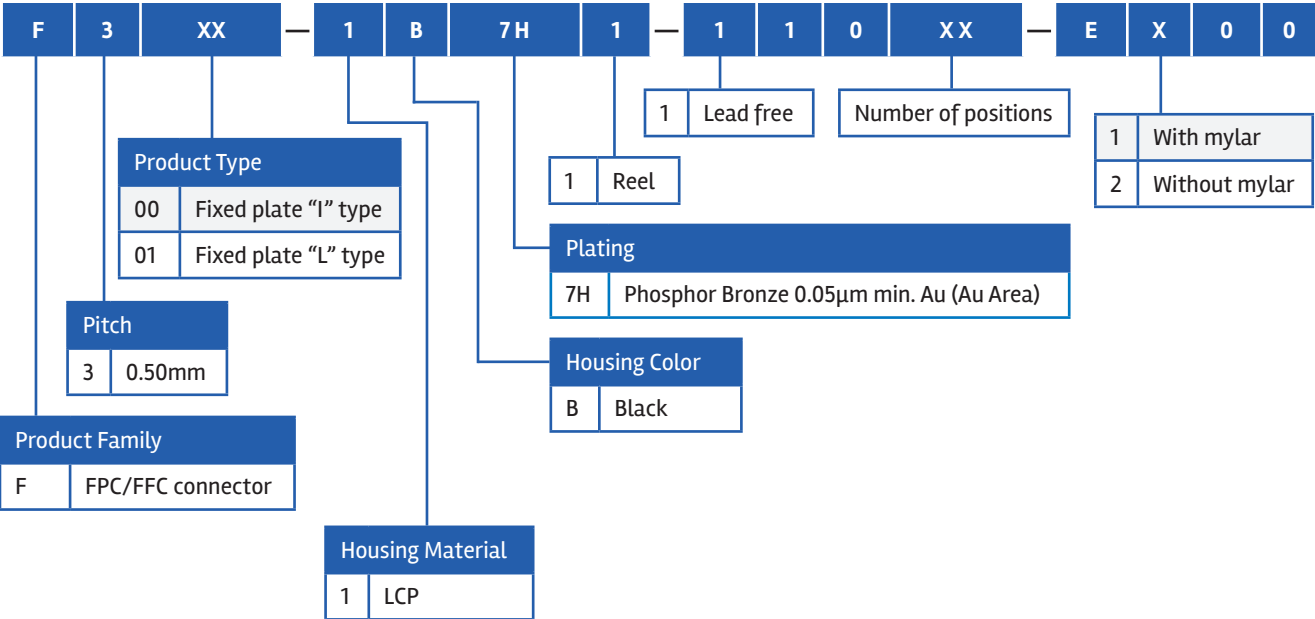 F 3 XX — 1 B 7H 1 — 1 1 0 XX — E X 0 0
1 Lead free
Number of positions
1 With mylar
2 Without mylar
Product Type
00 Fixed plate “I” type
01 Fixed plate “L” type
1 Reel
Plating
7H Phosphor Bronze 0.05µm min. Au (Au Area)
Pitch
3 0.50mm
Housing Color
B Black
Product Family
F FPC/FFC connector
Housing Material
1 LCP